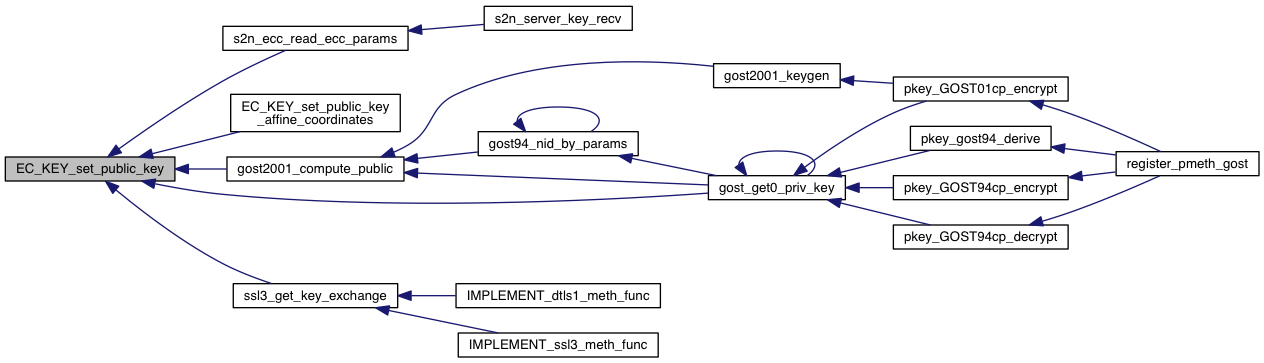 s2n_server_key_recv
s2n_ecc_read_ecc_params
gost2001_keygen
pkey_GOST01cp_encrypt
EC_KEY_set_public_key
_affine_coordinates
gost94_nid_by_params
pkey_gost94_derive
EC_KEY_set_public_key
gost2001_compute_public
register_pmeth_gost
gost_get0_priv_key
pkey_GOST94cp_encrypt
pkey_GOST94cp_decrypt
ssl3_get_key_exchange
IMPLEMENT_dtls1_meth_func
IMPLEMENT_ssl3_meth_func